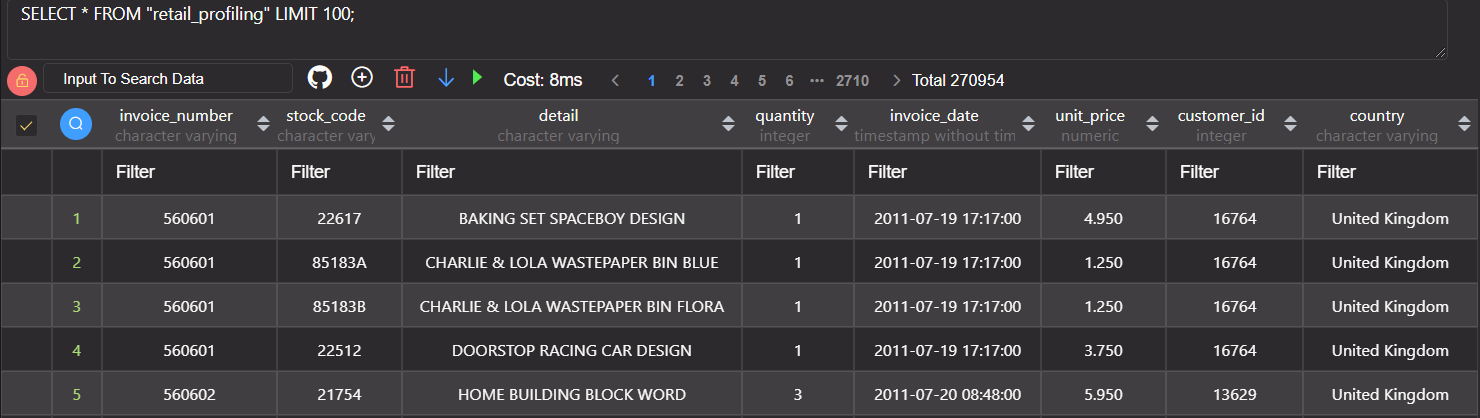 SELECT * FROM "retail_profiling" LIMIT 100;
Input To Search Data Cost: 8ms 1 2 3 4 5 6 ••• 2710 Total 270954
invoice_number stock_code detail quantity invoice_date unit_price customer_id country
character varying character vary character varying integer timestamp without tim numeric integer character varying
Filter Filter Filter Filter Filter Filter Filter Filter
1 560601 22617 BAKING SET SPACEBOY DESIGN 1 2011-07-19 17:17:00 4.950 16764 United Kingdom
2 560601 85183A CHARLIE & LOLA WASTEPAPER BIN BLUE 1 2011-07-19 17:17:00 1.250 16764 United Kingdom
3 560601 85183B CHARLIE & LOLA WASTEPAPER BIN FLORA 1 2011-07-19 17:17:00 1.250 16764 United Kingdom
4 560601 22512 DOORSTOP RACING CAR DESIGN 1 2011-07-19 17:17:00 3.750 16764 United Kingdom
5 560602 21754 HOME BUILDING BLOCK WORD 3 2011-07-20 08:48:00 5.950 13629 United Kingdom